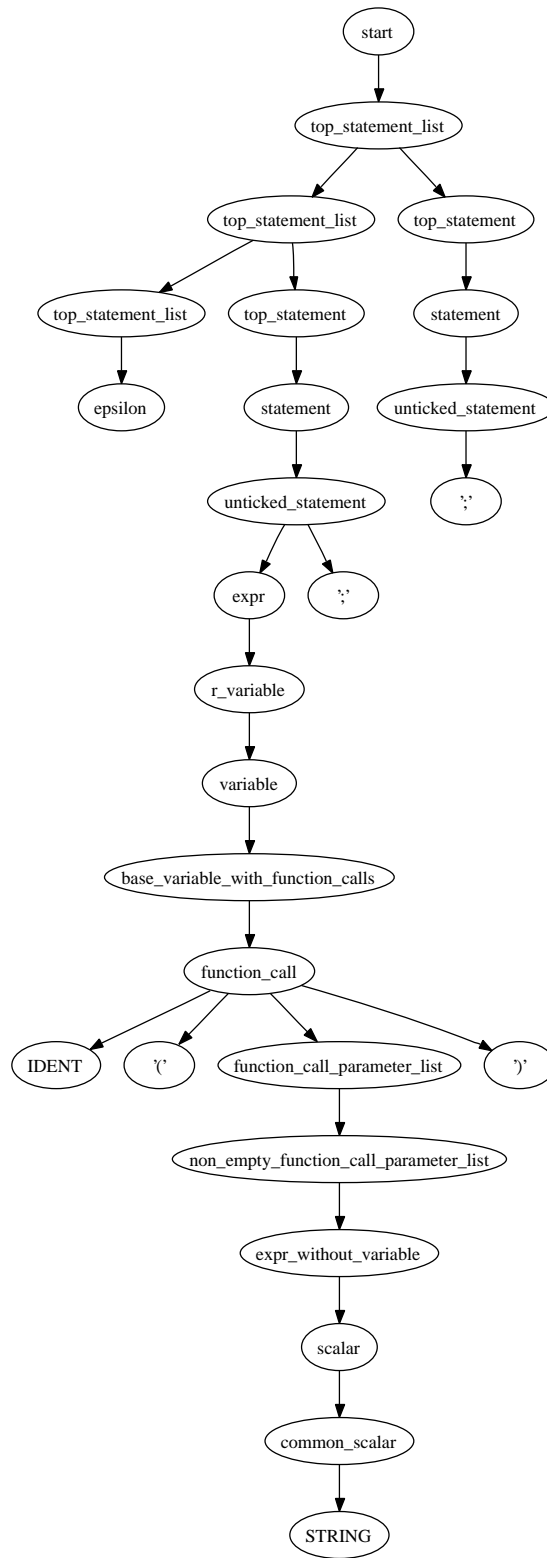 start
top_statement_list
top_statement_list
top_statement
top_statement_list
top_statement
statement
epsilon
statement
unticked_statement
unticked_statement
';'
expr
';'
r_variable
variable
base_variable_with_function_calls
function_call
IDENT
'('
function_call_parameter_list
')'
non_empty_function_call_parameter_list
expr_without_variable
scalar
common_scalar
STRING